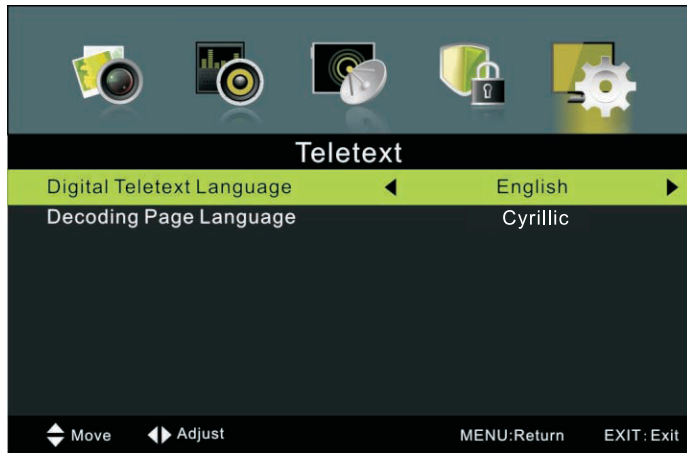 Teletext
Digital Teletext Language English
Decoding Page Language Cyrillic
Move Adjust MENU:Return EXIT:Exit